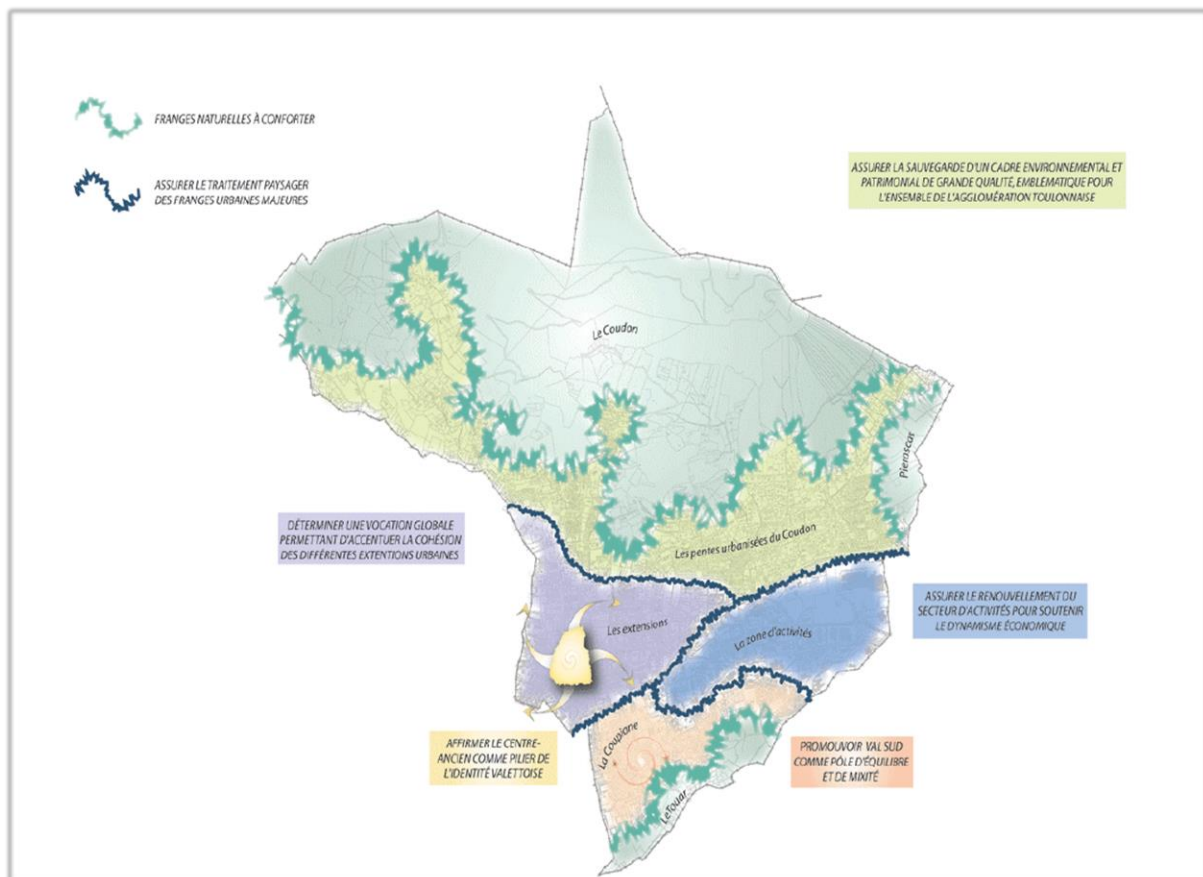 FRANGES NATURELLES À CONFORTER
ASSURER LE TRAITEMENT PAYSAGER
DES FRANGES URBAINES MAJEURES
ASSURER LA SAUVEGARDE D'UN CADRE ENVIRONNEMENTAL ET
PATRIMONIAL DE GRANDE QUALITÉ, EMBLÉMATIQUE POUR
L'ENSEMBLE DE L'AGGLOMÉRATION TOULONNAISE
Le Coudon
Pierascas
Les pentes urbanisées du Coudon
DÉTERMINER UNE VOCATION GLOBALE
PERMETTANT D'ACCENTUER LA COHÉSION
DES DIFFÉRENTES EXTENTIONS URBAINES
Les extensions
La zone d'activités
ASSURER LE RENOUVELLEMENT DU
SECTEUR D'ACTIVITÉS POUR SOUTENIR
LE DYNAMISME ÉCONOMIQUE
AFFIRMER LE CENTRE-
ANCIEN COMME PILIER DE
L'IDENTITÉ VALETTOISE
La Coupiane
Le Touar
PROMOUVOIR VAL SUD
COMME PÔLE D'ÉQUILIBRE
ET DE MIXITÉ